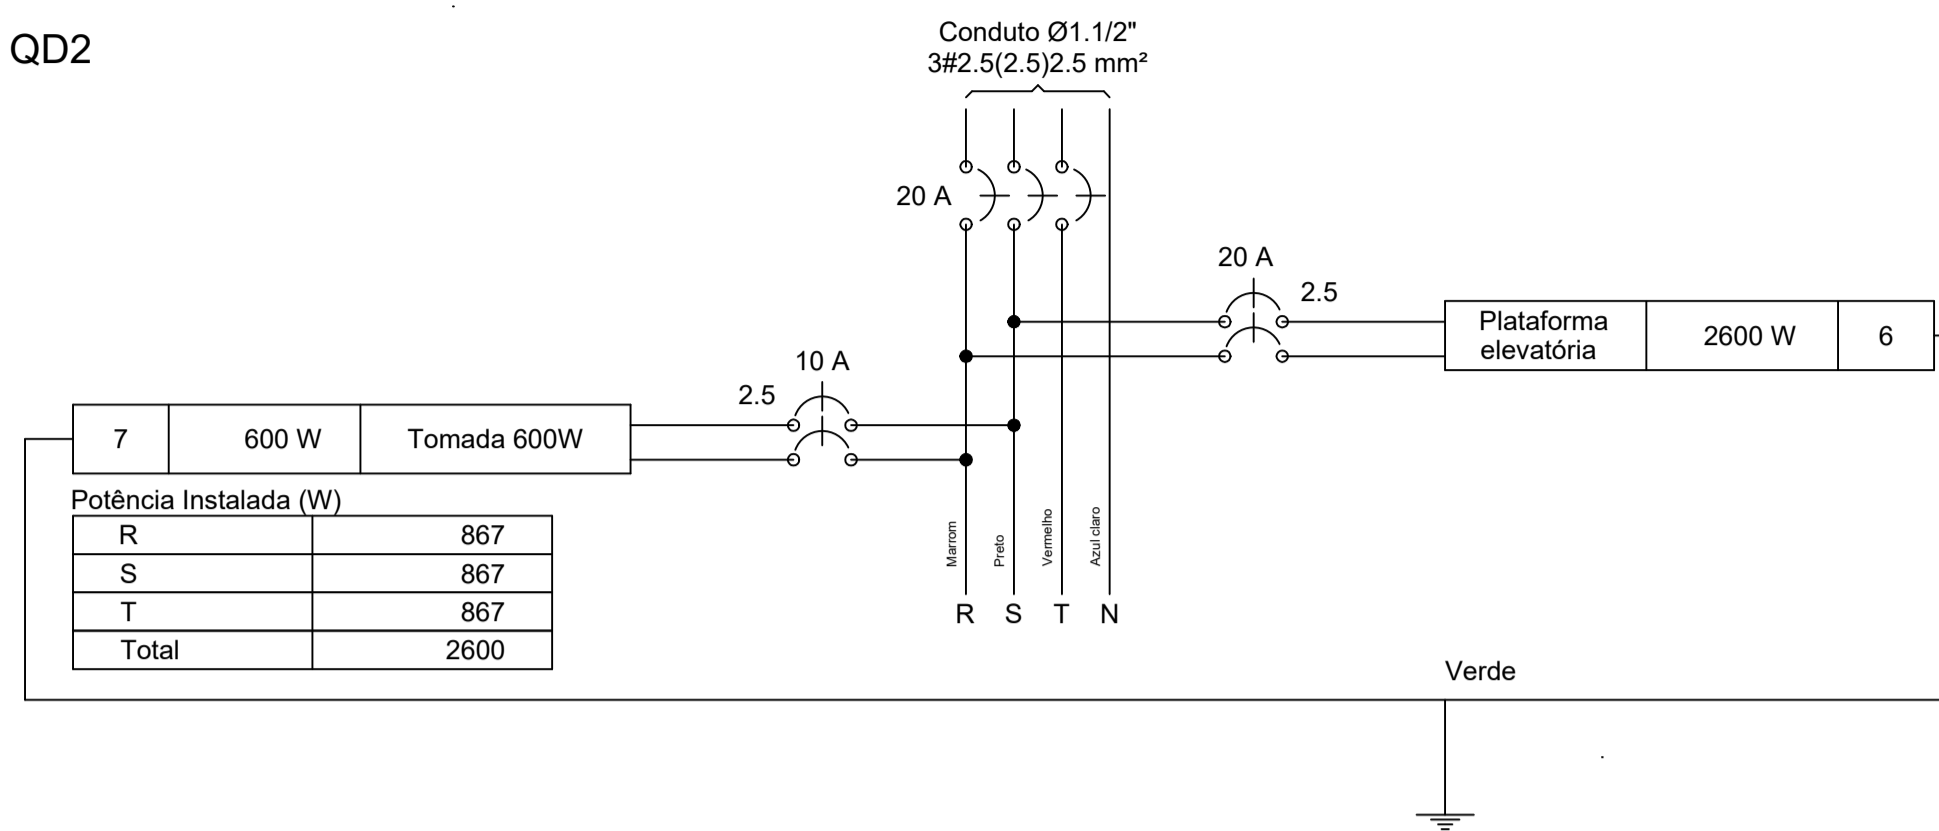 QD2
Conduto Ø1.1/2"
3#2.5(2.5)2.5 mm²
20 A
20 A
2.5
Plataforma
elevatória
2600 W
6
10 A
2.5
7
600 W
Tomada 600W
Potência Instalada (W)
R 867
S 867
T 867
Total 2600
Marrom
Preto
Vermelho
Azul claro
R S T N
Verde